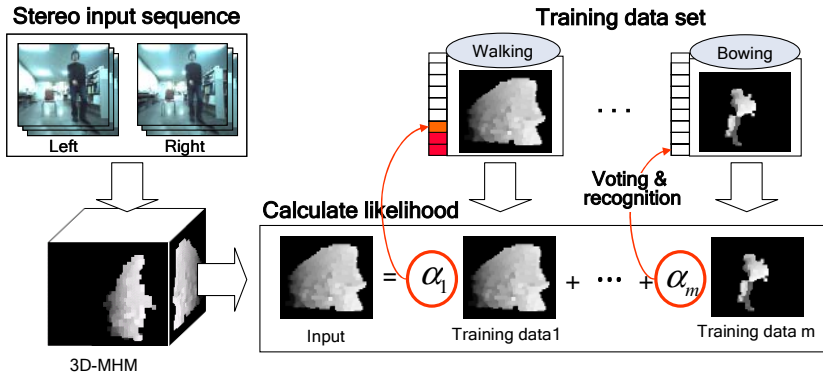 Stereo input sequence
Training data set
Left
Right
Walking
. . .
Bowing
Voting &
recognition
Calculate likelihood
3D-MHM
Input
= α1
Training data1
+ ... + αm
Training data m